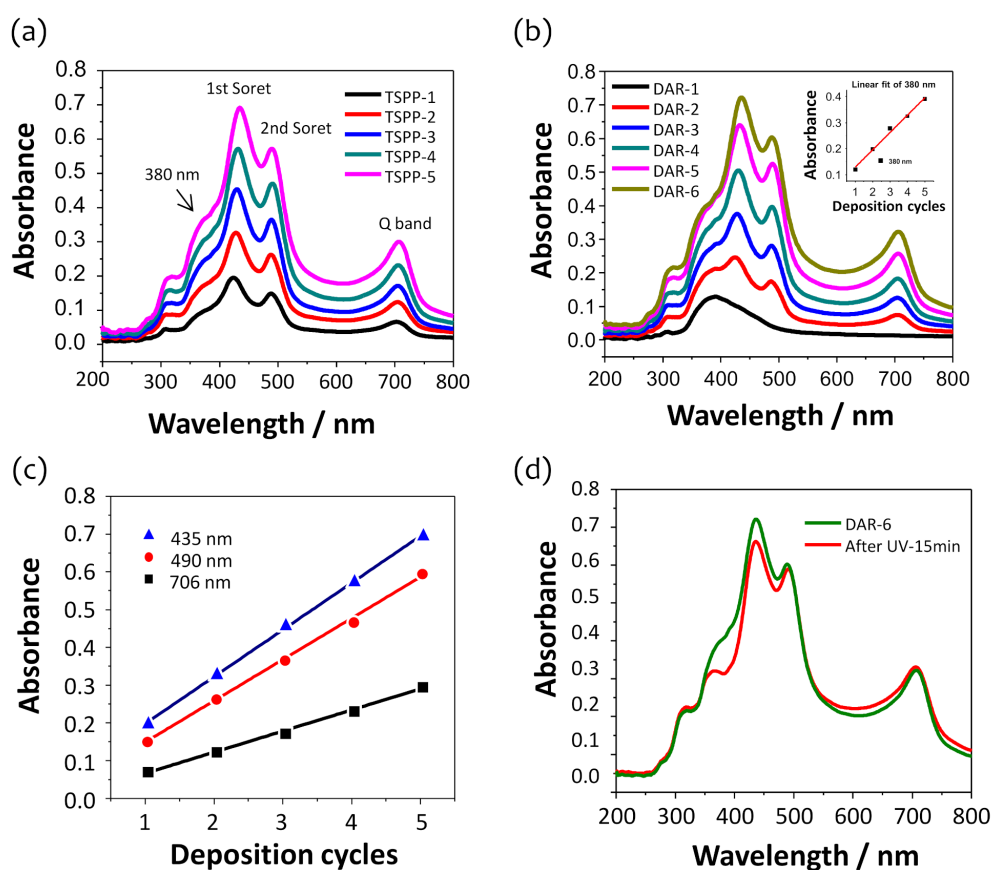 (a)
0.8
0.7
0.6
0.5
0.4
0.3
0.2
0.1
0.0
Absorbance
1st Soret
2nd Soret
380 nm
Q band
TSPP-1
TSPP-2
TSPP-3
TSPP-4
TSPP-5
200 300 400 500 600 700 800
Wavelength / nm
(b)
0.8
0.7
0.6
0.5
0.4
0.3
0.2
0.1
0.0
Absorbance
DAR-1
DAR-2
DAR-3
DAR-4
DAR-5
DAR-6
Linear fit of 380 nm
0.4
0.3
0.2
0.1
Absorbance
380 nm
1 2 3 4 5
Deposition cycles
200 300 400 500 600 700 800
Wavelength / nm
(c)
0.8
0.7
0.6
0.5
0.4
0.3
0.2
0.1
0.0
Absorbance
435 nm
490 nm
706 nm
1 2 3 4 5
Deposition cycles
(d)
0.8
0.7
0.6
0.5
0.4
0.3
0.2
0.1
0.0
Absorbance
DAR-6
After UV-15min
200 300 400 500 600 700 800
Wavelength / nm